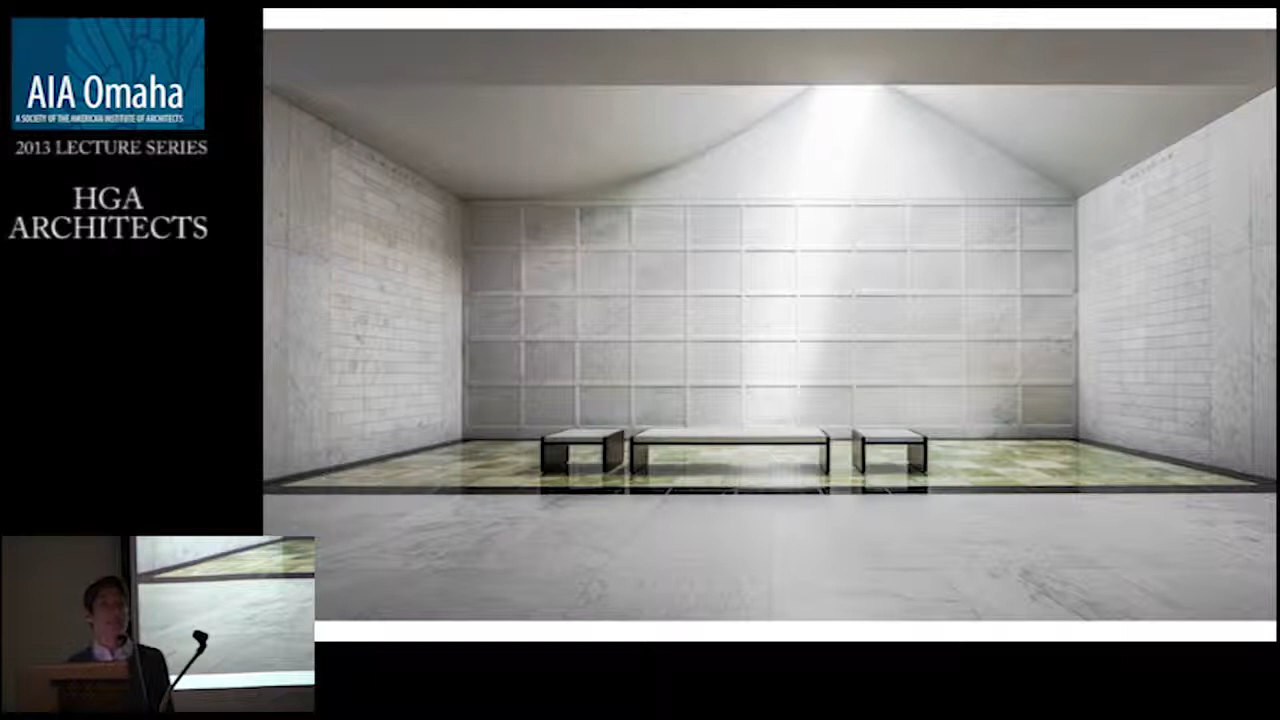 AIA Omaha
A SOCIETY OF THE AMERICAN INSTITUTE OF ARCHITECTS
2013 LECTURE SERIES
HGA
ARCHITECTS